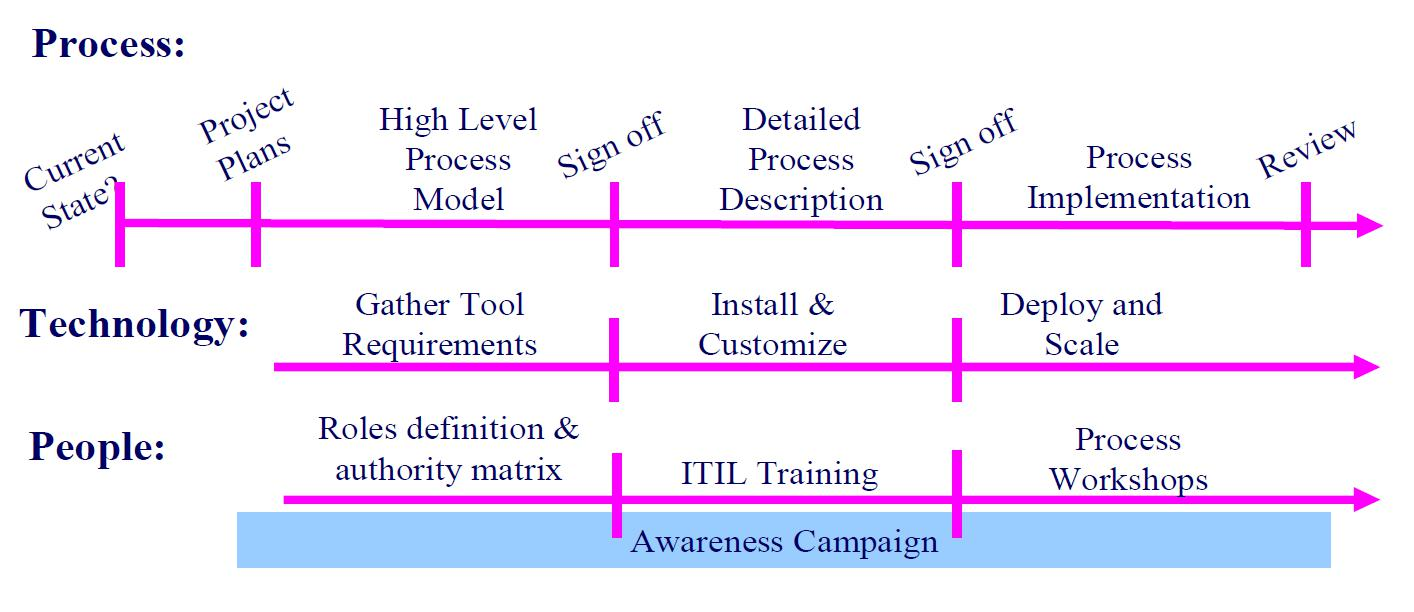 Process:
Current
State?
Project
Plans
High Level
Process
Model
Sign off
Detailed
Process
Description
Sign off
Process
Implementation
Review
Technology:
Gather Tool
Requirements
Install &
Customize
Deploy and
Scale
People:
Roles definition &
authority matrix
ITIL Training
Process
Workshops
Awareness Campaign